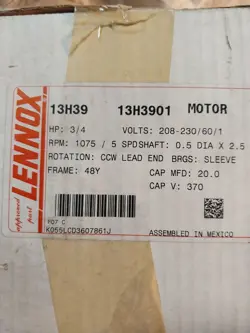 LENNOX
approved part
13H39 13H3901 MOTOR
HP: 3/4 VOLTS: 208-230/60/1
RPM: 1075 / 5 SPDSHAFT: 0.5 DIA X 2.5
ROTATION: CCW LEAD END BRGS: SLEEVE
FRAME: 48Y CAP MFD: 20.0
CAP V: 370
F07 C
K055LCD3607861J
ASSEMBLED IN MEXICO